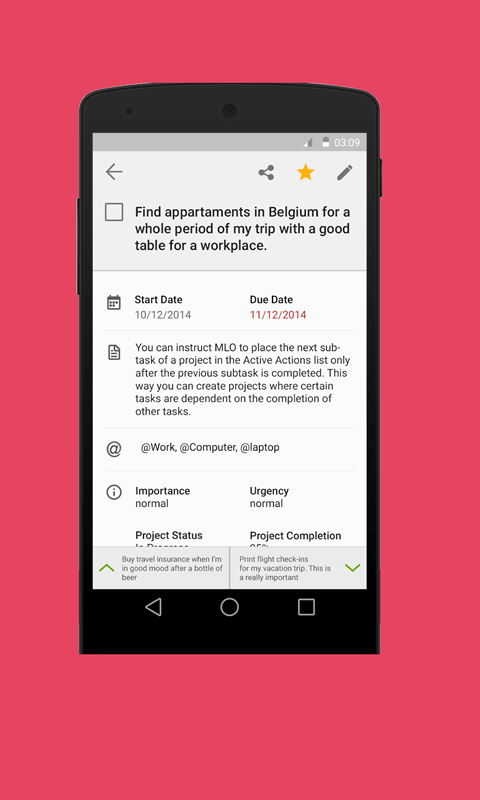 03:09
Find appartaments in Belgium for a
whole period of my trip with a good
table for a workplace.
Start Date
Due Date
10/12/2014
11/12/2014
You can instruct MLO to place the next sub-
task of a project in the Active Actions list only
after the previous subtask is completed. This
way you can create projects where certain
tasks are dependent on the completion of
other tasks.
@Work, @Computer, @laptop
Importance
Urgency
normal
normal
Project Status
Project Completion
In Progress
Buy travel insurance when I'm
in good mood after a bottle of
beer
Print flight check-ins
for my vacation trip. This is
a really important